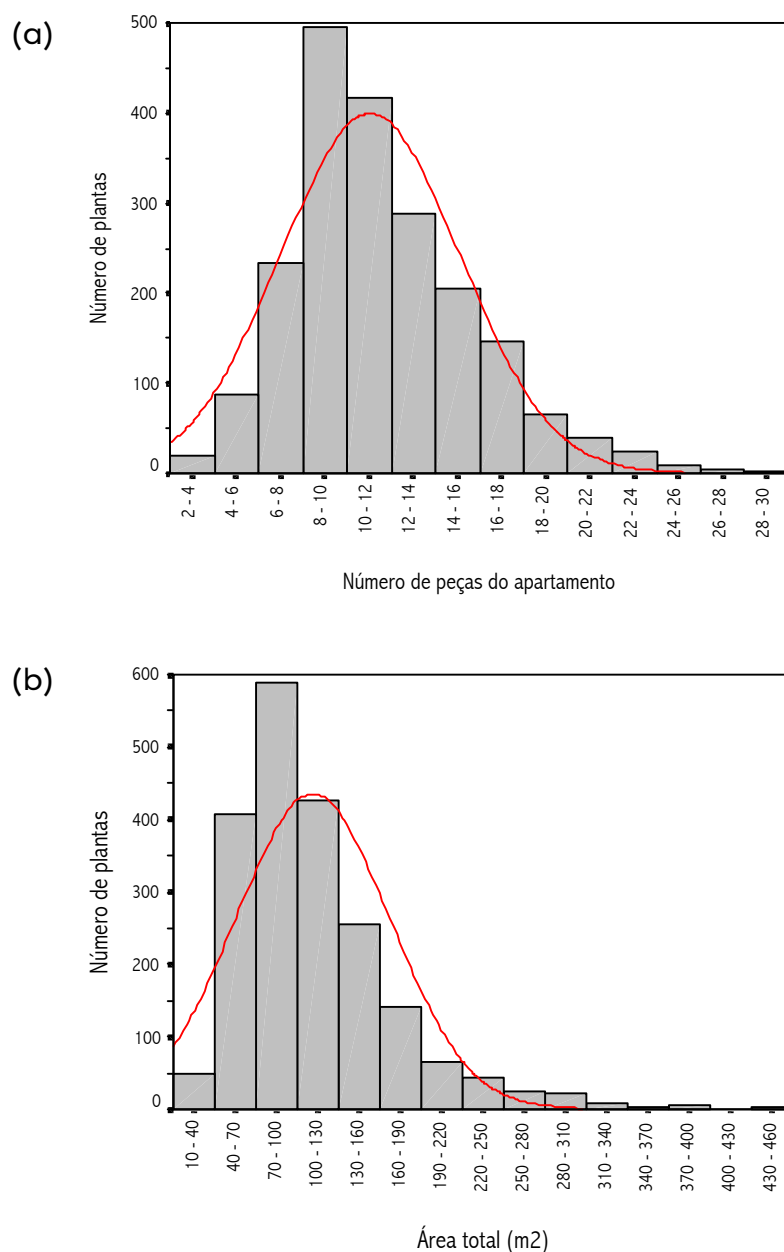 (a)
500
400
300
200
100
0
Número de plantas
2 - 4
4 - 6
6 - 8
8 - 10
10 - 12
12 - 14
14 - 16
16 - 18
18 - 20
20 - 22
22 - 24
24 - 26
26 - 28
28 - 30
Número de peças do apartamento
(b)
600
500
400
300
200
100
0
Número de plantas
10 - 40
40 - 70
70 - 100
100 - 130
130 - 160
160 - 190
190 - 220
220 - 250
250 - 280
280 - 310
310 - 340
340 - 370
370 - 400
400 - 430
430 - 460
Área total (m2)